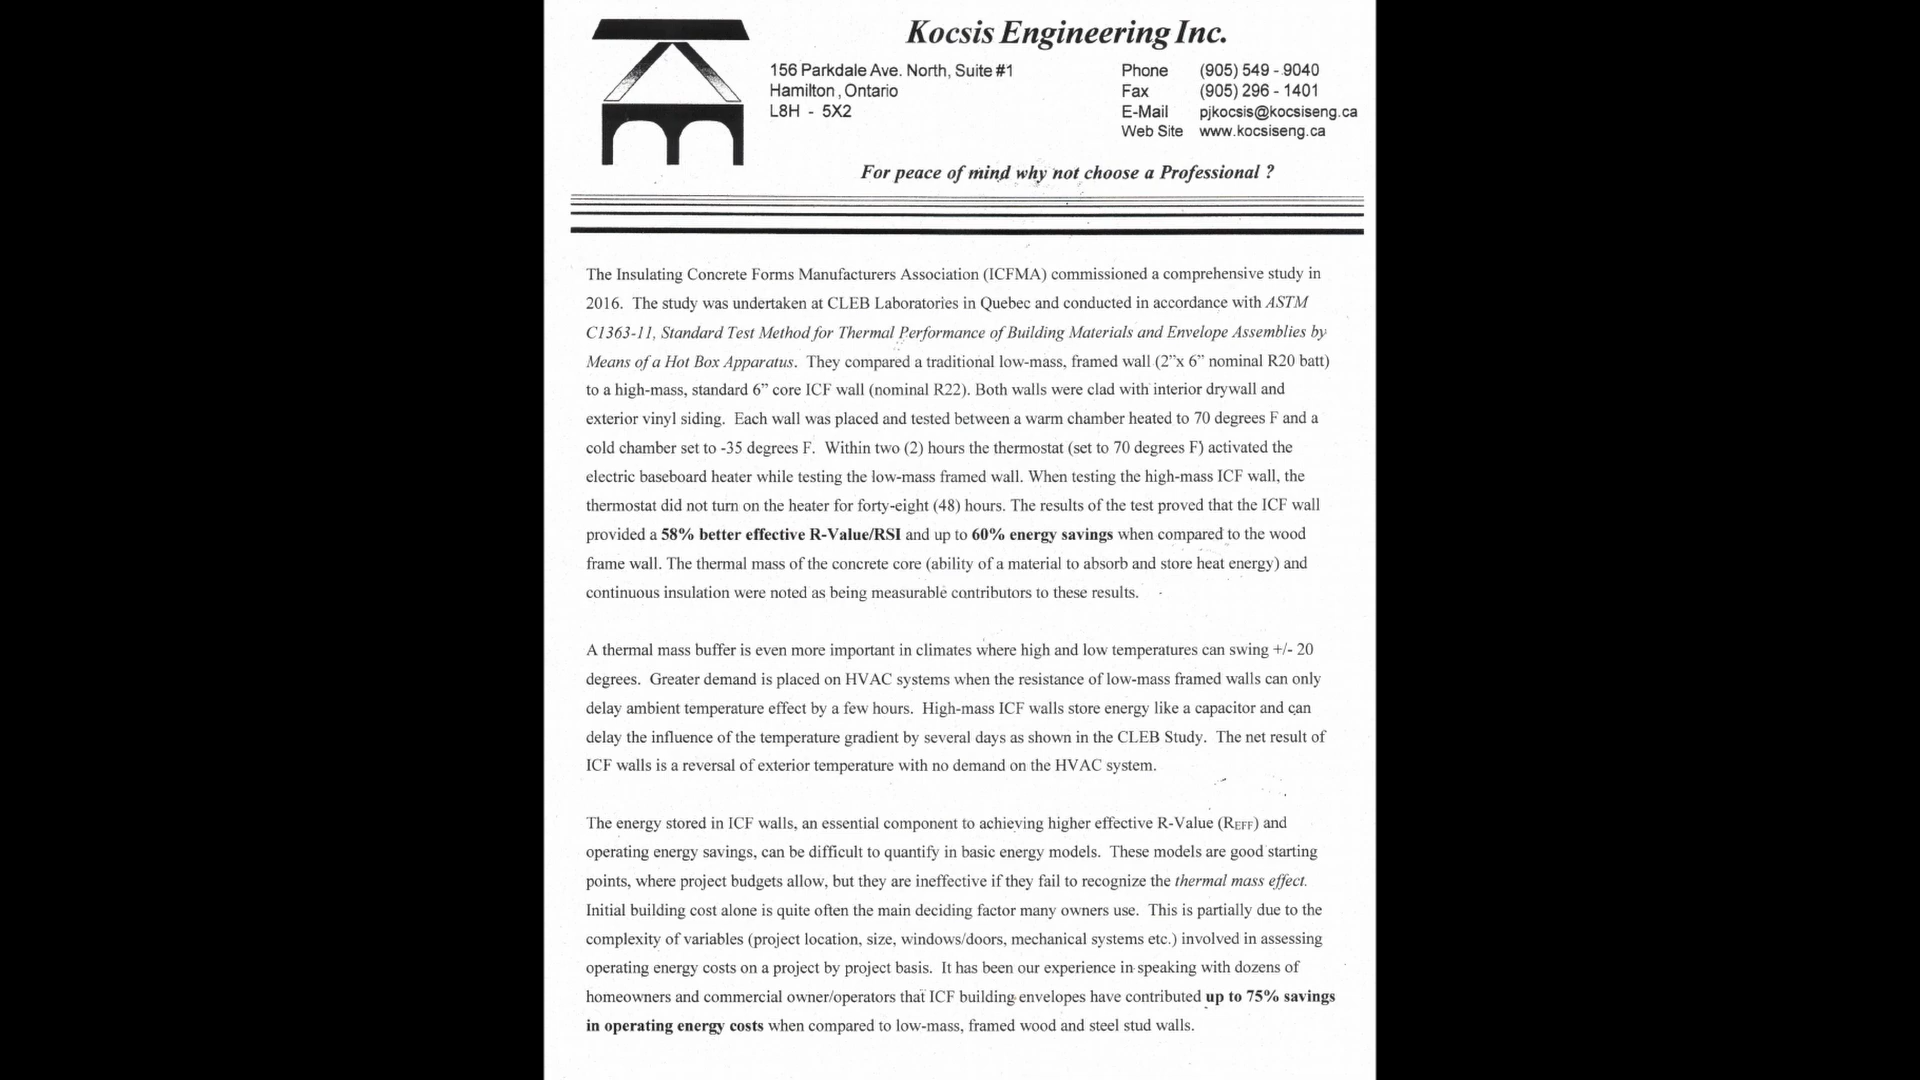 Kocsis Engineering Inc.
156 Parkdale Ave. North, Suite #1
Hamilton , Ontario
L8H - 5X2
Phone (905) 549 - 9040
Fax (905) 296 - 1401
E-Mail pjkocsis@kocsiseng.ca
Web Site www.kocsiseng.ca
For peace of mind why not choose a Professional ?
The Insulating Concrete Forms Manufacturers Association (ICFMA) commissioned a comprehensive study in
2016. The study was undertaken at CLEB Laboratories in Quebec and conducted in accordance with ASTM
C1363-11, Standard Test Method for Thermal Performance of Building Materials and Envelope Assemblies by
Means of a Hot Box Apparatus. They compared a traditional low-mass, framed wall (2”x 6” nominal R20 batt)
to a high-mass, standard 6” core ICF wall (nominal R22). Both walls were clad with interior drywall and
exterior vinyl siding. Each wall was placed and tested between a warm chamber heated to 70 degrees F and a
cold chamber set to -35 degrees F. Within two (2) hours the thermostat (set to 70 degrees F) activated the
electric baseboard heater while testing the low-mass framed wall. When testing the high-mass ICF wall, the
thermostat did not turn on the heater for forty-eight (48) hours. The results of the test proved that the ICF wall
provided a 58% better effective R-Value/RSI and up to 60% energy savings when compared to the wood
frame wall. The thermal mass of the concrete core (ability of a material to absorb and store heat energy) and
continuous insulation were noted as being measurable contributors to these results.
A thermal mass buffer is even more important in climates where high and low temperatures can swing +/- 20
degrees. Greater demand is placed on HVAC systems when the resistance of low-mass framed walls can only
delay ambient temperature effect by a few hours. High-mass ICF walls store energy like a capacitor and can
delay the influence of the temperature gradient by several days as shown in the CLEB Study. The net result of
ICF walls is a reversal of exterior temperature with no demand on the HVAC system.
The energy stored in ICF walls, an essential component to achieving higher effective R-Value (REFF) and
operating energy savings, can be difficult to quantify in basic energy models. These models are good starting
points, where project budgets allow, but they are ineffective if they fail to recognize the thermal mass effect.
Initial building cost alone is quite often the main deciding factor many owners use. This is partially due to the
complexity of variables (project location, size, windows/doors, mechanical systems etc.) involved in assessing
operating energy costs on a project by project basis. It has been our experience in speaking with dozens of
homeowners and commercial owner/operators that ICF building envelopes have contributed up to 75% savings
in operating energy costs when compared to low-mass, framed wood and steel stud walls.